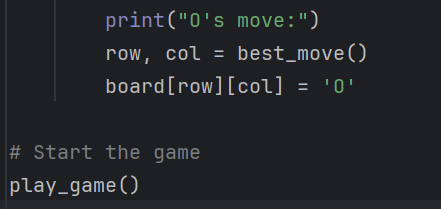 print("O's move:")
row, col = best_move()
board[row][col] = 'O'
# Start the game
play_game()